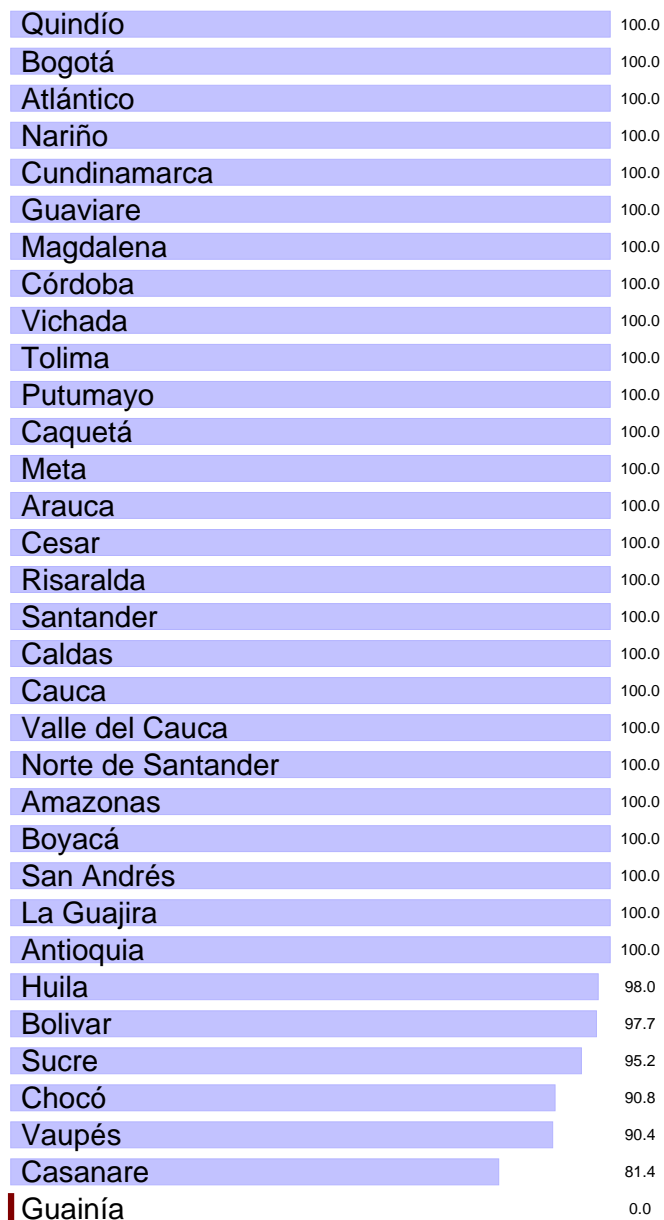 Quindío 100.0
Bogotá 100.0
Atlántico 100.0
Nariño 100.0
Cundinamarca 100.0
Guaviare 100.0
Magdalena 100.0
Córdoba 100.0
Vichada 100.0
Tolima 100.0
Putumayo 100.0
Caquetá 100.0
Meta 100.0
Arauca 100.0
Cesar 100.0
Risaralda 100.0
Santander 100.0
Caldas 100.0
Cauca 100.0
Valle del Cauca 100.0
Norte de Santander 100.0
Amazonas 100.0
Boyacá 100.0
San Andrés 100.0
La Guajira 100.0
Antioquia 100.0
Huila 98.0
Bolivar 97.7
Sucre 95.2
Chocó 90.8
Vaupés 90.4
Casanare 81.4
Guainía 0.0